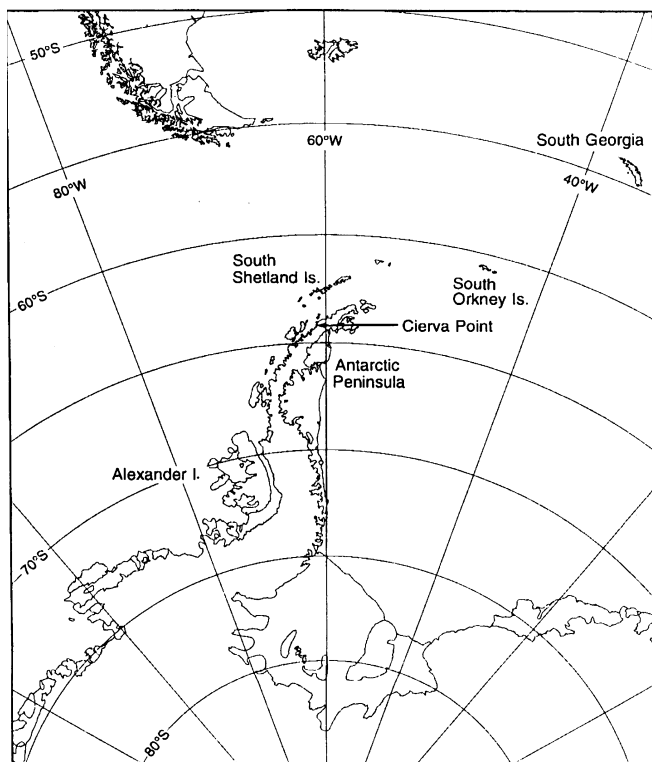 50°S
60°W
South Georgia
80°W
40°W
South
Shetland Is.
South
Orkney Is.
60°S
Cierva Point
Antarctic
Peninsula
Alexander I.
70°S
80°S